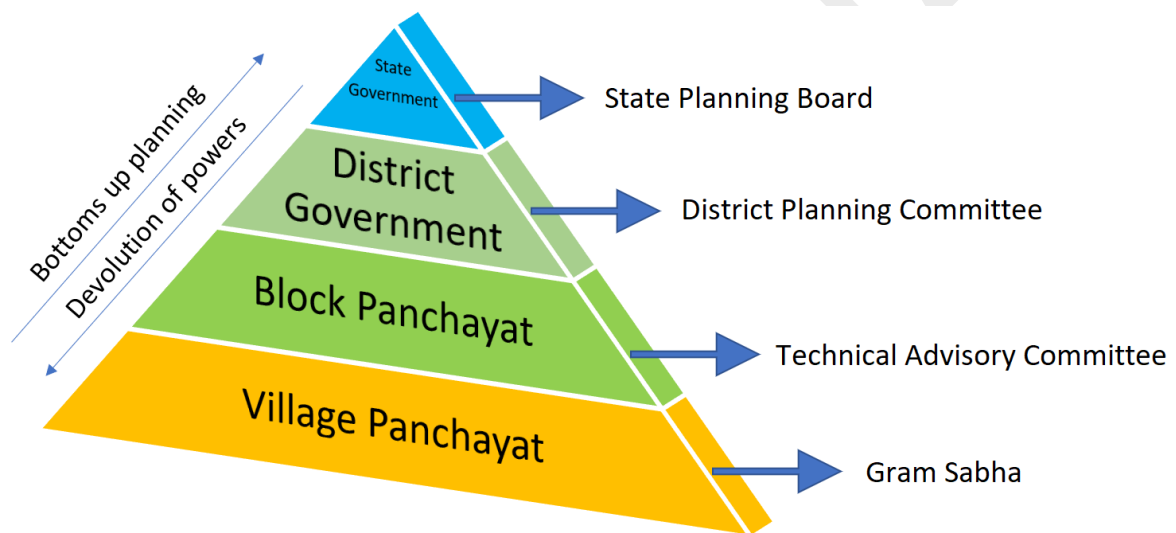 State
Government
State Planning Board
Bottoms up planning
Devolution of powers
District
Government
District Planning Committee
Block Panchayat
Technical Advisory Committee
Village Panchayat
Gram Sabha